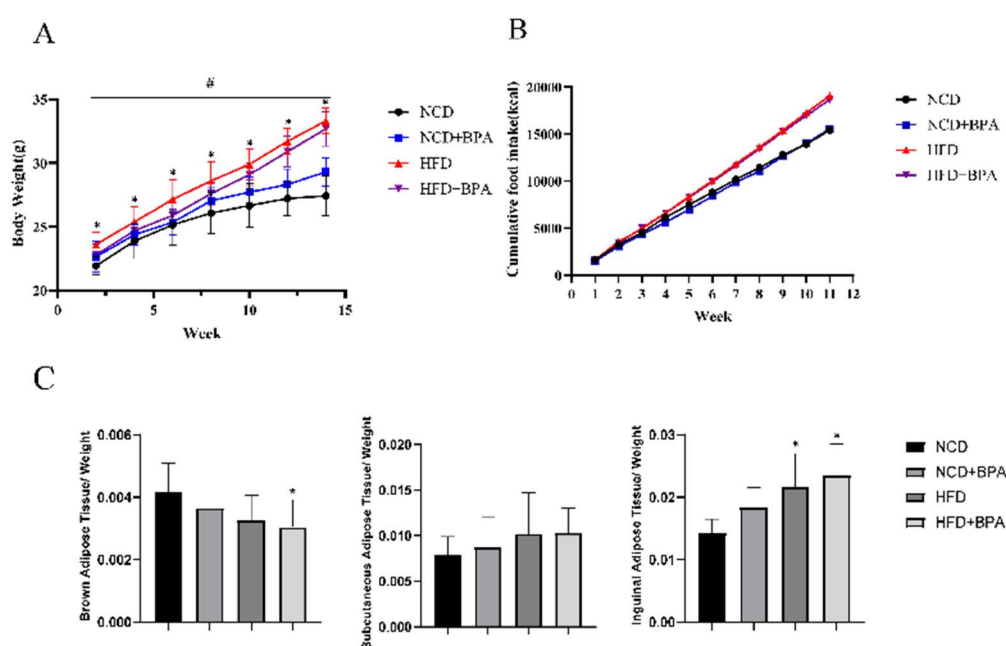 A
#
Body Weight(g)
35
30
25
20
* * * * * * *
0 5 10 15
Week
NCD
NCD+BPA
HFD
HFD-BPA
B
Cumulative food intake(kcal)
20000
15000
10000
5000
0
0 1 2 3 4 5 6 7 8 9 10 11 12
Week
NCD
NCD+BPA
HFD
HFD-BPA
C
Brown Adipose Tissue/ Weight
0.006
0.004
0.002
0.000
*
Subcutaneous Adipose Tissue/ Weight
0.020
0.015
0.010
0.005
0.000
Inguinal Adipose Tissue/ Weight
0.03
0.02
0.01
0.00
* *
NCD
NCD+BPA
HFD
HFD+BPA